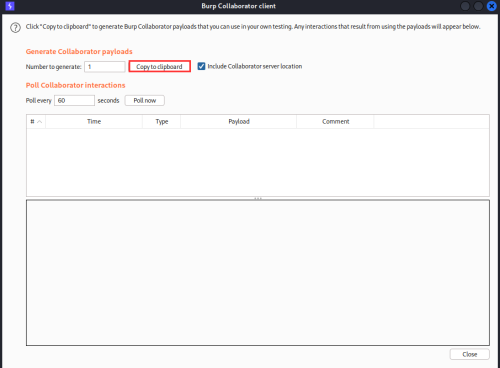 Burp Collaborator client
Click "Copy to clipboard" to generate Burp Collaborator payloads that you can use in your own testing. Any interactions that result from using the payloads will appear below.
Generate Collaborator payloads
Number to generate: 1 Copy to clipboard Include Collaborator server location
Poll Collaborator interactions
Poll every 60 seconds Poll now
# Time Type Payload Comment
Close